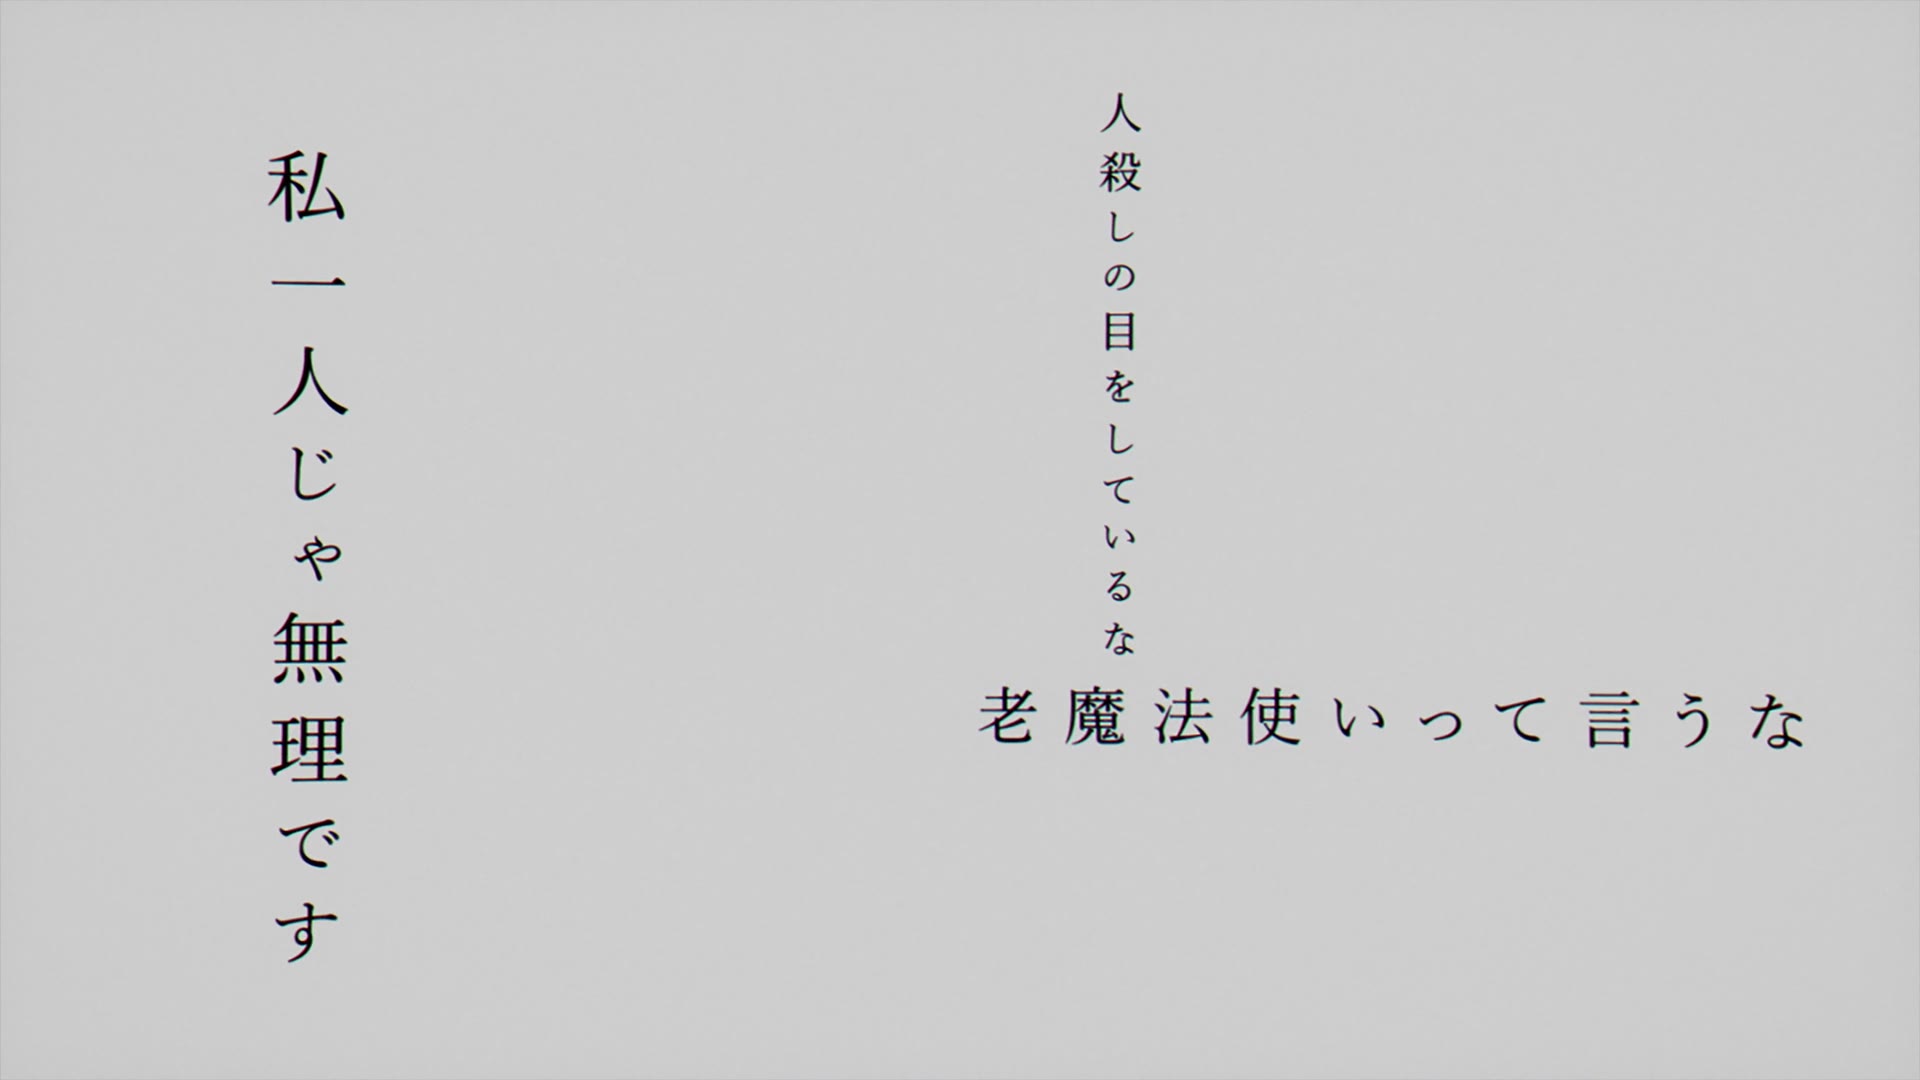 人殺しの目をしているな
老魔法使いって言うな
私一人じゃ無理です